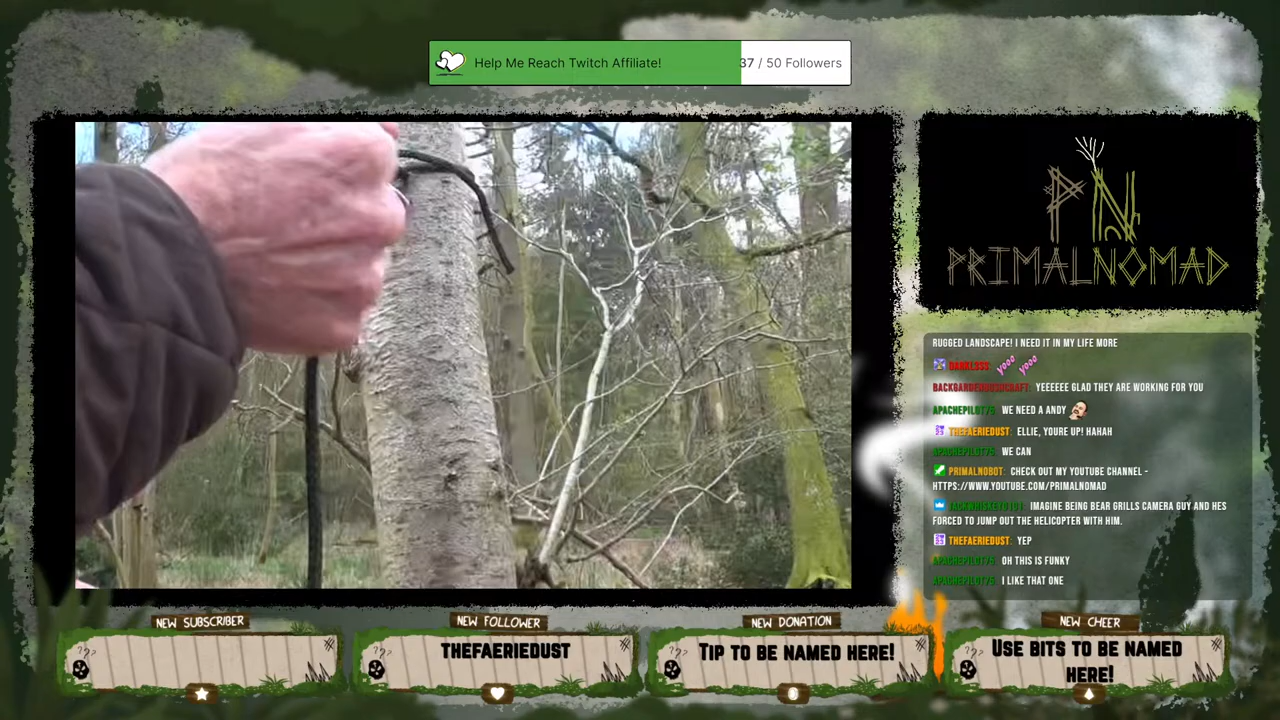 Help Me Reach Twitch Affiliate!
37 / 50 Followers
PN
PRIMALNOMAD
RUGGED LANDSCAPE! I NEED IT IN MY LIFE MORE
DARKLSSS: YOOO YOOO
BACKGARDENBUSHCRAFT: YEEEEEE GLAD THEY ARE WORKING FOR YOU
APACHEPILOT75: WE NEED A ANDY
THEFAERIEDUST: ELLIE, YOURE UP! HAHAH
APACHEPILOT75: WE CAN
PRIMALNOBOT: CHECK OUT MY YOUTUBE CHANNEL -
HTTPS://WWW.YOUTUBE.COM/PRIMALNOMAD
IMAGINE BEING BEAR GRILLS CAMERA GUY AND HES
FORCED TO JUMP OUT THE HELICOPTER WITH HIM.
THEFAERIEDUST: YEP
APACHEPILOT75: OH THIS IS FUNKY
APACHEPILOT75: I LIKE THAT ONE
NEW SUBSCRIBER
NEW FOLLOWER
THEFAERIEDUST
NEW DONATION
TIP TO BE NAMED HERE!
NEW CHEER
USE BITS TO BE NAMED
HERE!